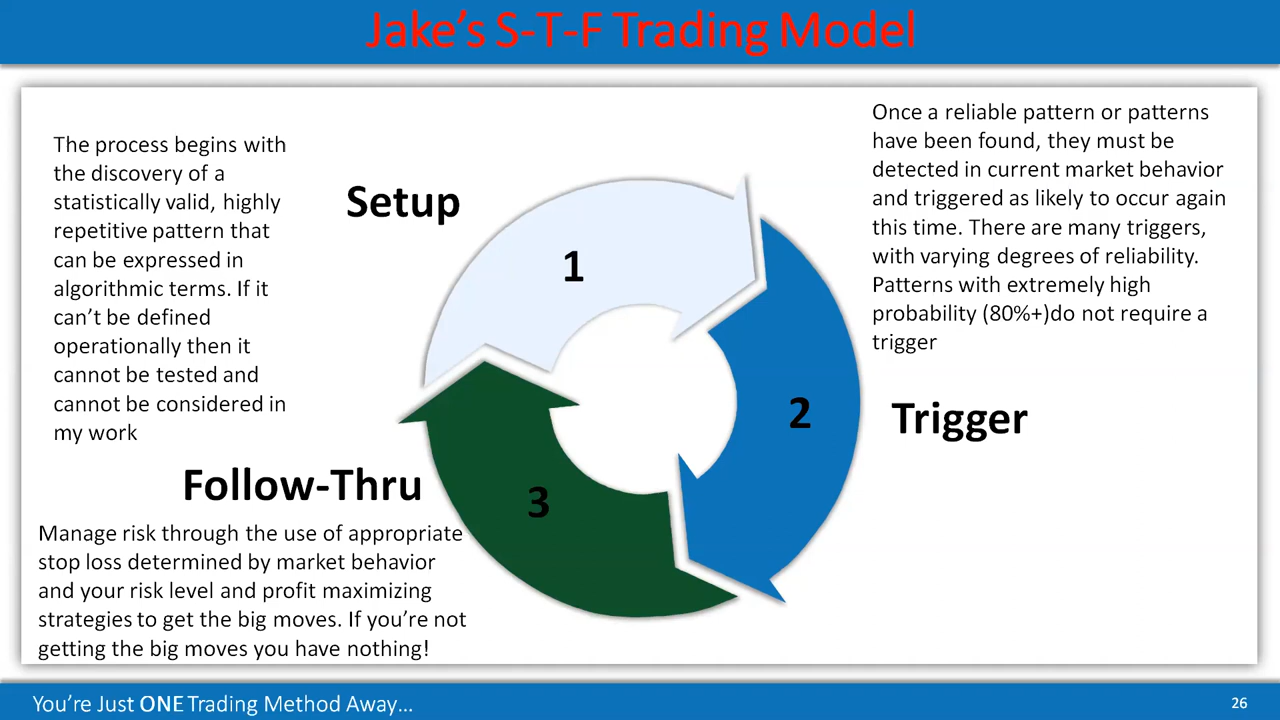 Jake's S-T-F Trading Model
The process begins with
the discovery of a
statistically valid, highly
repetitive pattern that
can be expressed in
algorithmic terms. If it
can't be defined
operationally then it
cannot be tested and
cannot be considered in
my work
Setup
1
Once a reliable pattern or patterns
have been found, they must be
detected in current market behavior
and triggered as likely to occur again
this time. There are many triggers,
with varying degrees of reliability.
Patterns with extremely high
probability (80%+)do not require a
trigger
2
Trigger
Follow-Thru
3
Manage risk through the use of appropriate
stop loss determined by market behavior
and your risk level and profit maximizing
strategies to get the big moves. If you're not
getting the big moves you have nothing!
You're Just ONE Trading Method Away…
26